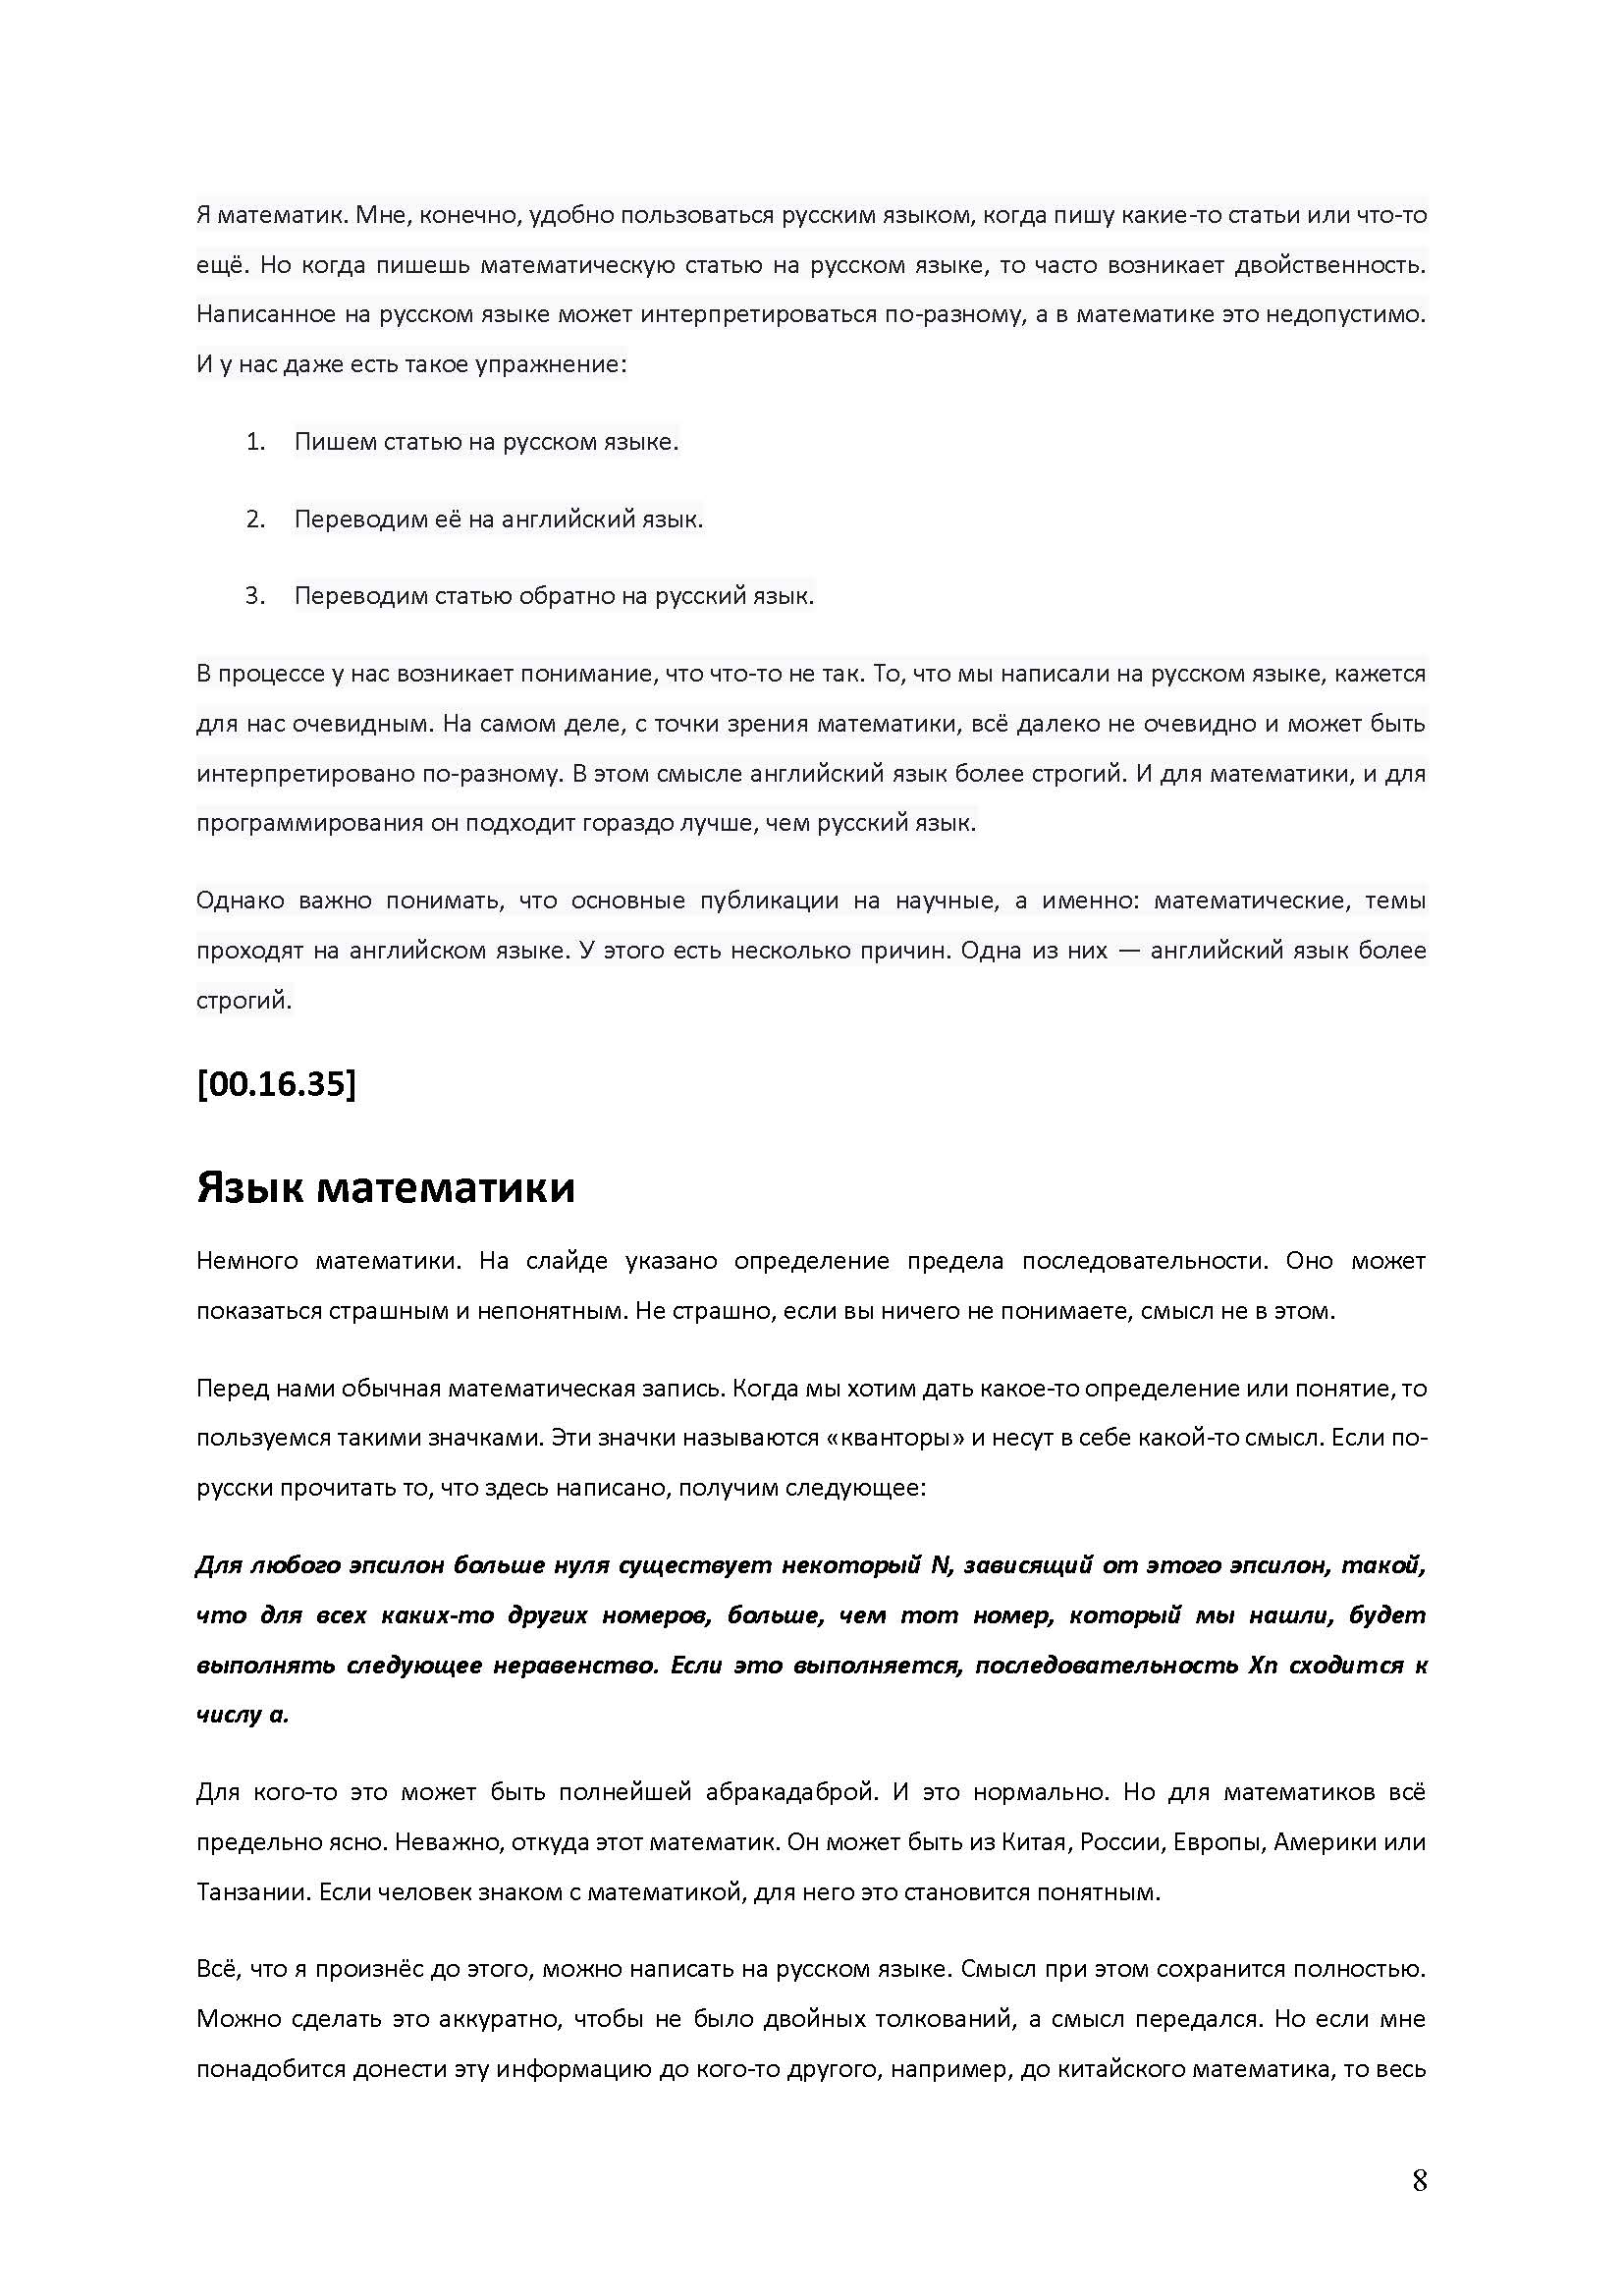 Я математик. Мне, конечно, удобно пользоваться русским языком, когда пишу какие-то статьи или что-то
ещё. Но когда пишешь математическую статью на русском языке, то часто возникает двойственность.
Написанное на русском языке может интерпретироваться по-разному, а в математике это недопустимо.
И у нас даже есть такое упражнение:
1. Пишем статью на русском языке.
2. Переводим её на английский язык.
3. Переводим статью обратно на русский язык.
В процессе у нас возникает понимание, что что-то не так. То, что мы написали на русском языке, кажется
для нас очевидным. На самом деле, с точки зрения математики, всё далеко не очевидно и может быть
интерпретировано по-разному. В этом смысле английский язык более строгий. И для математики, и для
программирования он подходит гораздо лучше, чем русский язык.
Однако важно понимать, что основные публикации на научные, а именно: математические, темы
проходят на английском языке. У этого есть несколько причин. Одна из них — английский язык более
строгий.
[00.16.35]
Язык математики
Немного математики. На слайде указано определение предела последовательности. Оно может
показаться страшным и непонятным. Не страшно, если вы ничего не понимаете, смысл не в этом.
Перед нами обычная математическая запись. Когда мы хотим дать какое-то определение или понятие, то
пользуемся такими значками. Эти значки называются «кванторы» и несут в себе какой-то смысл. Если по-
русски прочитать то, что здесь написано, получим следующее:
Для любого эпсилон больше нуля существует некоторый N, зависящий от этого эпсилон, такой,
что для всех каких-то других номеров, больше, чем тот номер, который мы нашли, будет
выполнять следующее неравенство. Если это выполняется, последовательность Xn сходится к
числу a.
Для кого-то это может быть полнейшей абракадаброй. И это нормально. Но для математиков всё
предельно ясно. Неважно, откуда этот математик. Он может быть из Китая, России, Европы, Америки или
Танзании. Если человек знаком с математикой, для него это становится понятным.
Всё, что я произнёс до этого, можно написать на русском языке. Смысл при этом сохранится полностью.
Можно сделать это аккуратно, чтобы не было двойных толкований, а смысл передался. Но если мне
понадобится донести эту информацию до кого-то другого, например, до китайского математика, то весь
8